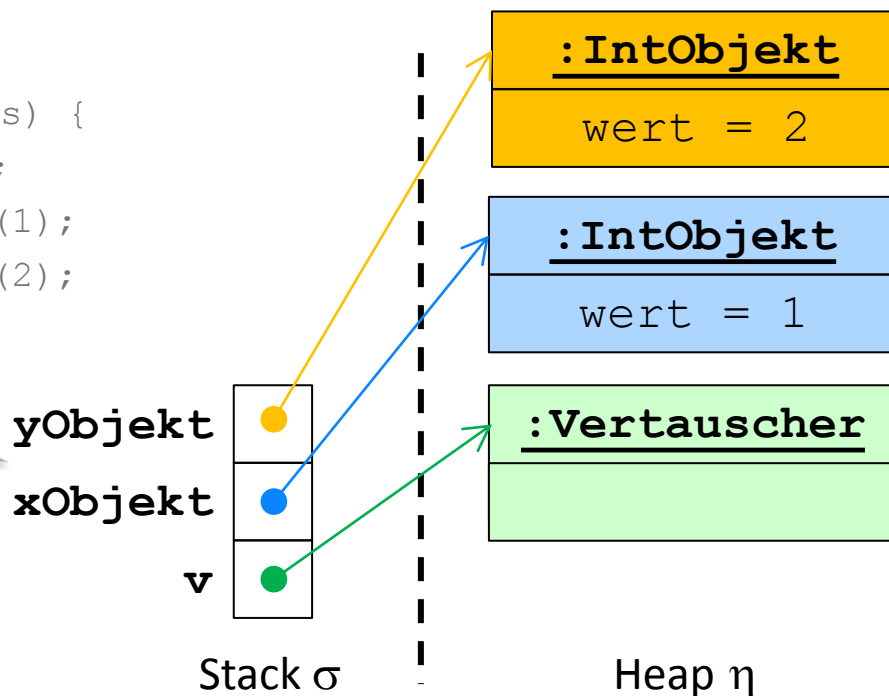 s) {
;
(1);
(2);
yObjekt
xObjekt
v
Stack σ
:IntObjekt
wert = 2
:IntObjekt
wert = 1
:Vertauscher
Heap η